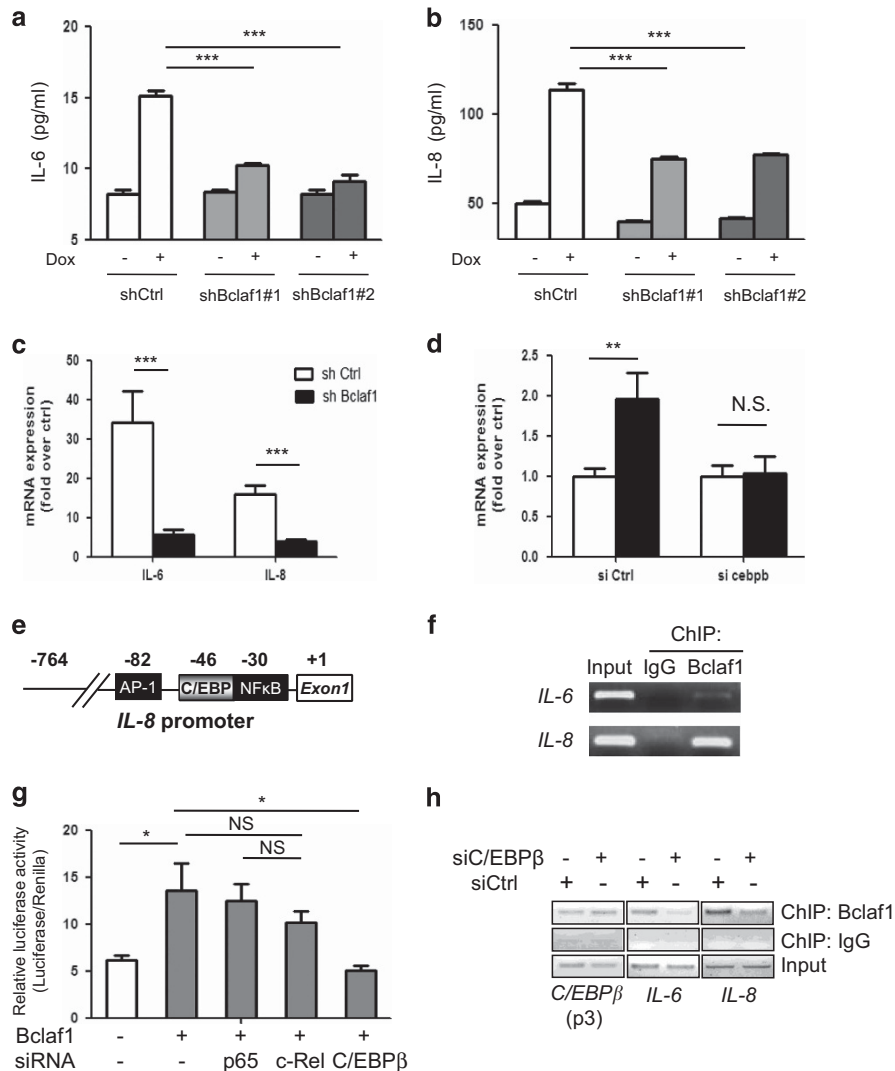 a
20
15
10
5
IL-6 (pg/ml)
***
***
Dox - + - + - +
shCtrl shBclaf1#1 shBclaf1#2
b
150
100
50
IL-8 (pg/ml)
***
***
Dox - + - + - +
shCtrl shBclaf1#1 shBclaf1#2
c
50
40
30
20
10
0
mRNA expression
(fold over ctrl)
***
***
sh Ctrl
sh Bclaf1
IL-6 IL-8
d
2.5
2.0
1.5
1.0
0.5
0.0
mRNA expression
(fold over ctrl)
**
N.S.
si Ctrl si cebpb
e
-764 -82 -46 -30 +1
AP-1 C/EBP NFκB Exon1
IL-8 promoter
f
ChIP:
Input IgG Bclaf1
IL-6
IL-8
g
20
15
10
5
0
Relative luciferase activity
(Luciferase/Renilla)
*
NS
*
NS
Bclaf1 - + + + +
siRNA - - p65 c-Rel C/EBPβ
h
siC/EBPβ - + - + - +
siCtrl + - + - + -
ChIP: Bclaf1
ChIP: IgG
Input
C/EBPβ IL-6 IL-8
(p3)